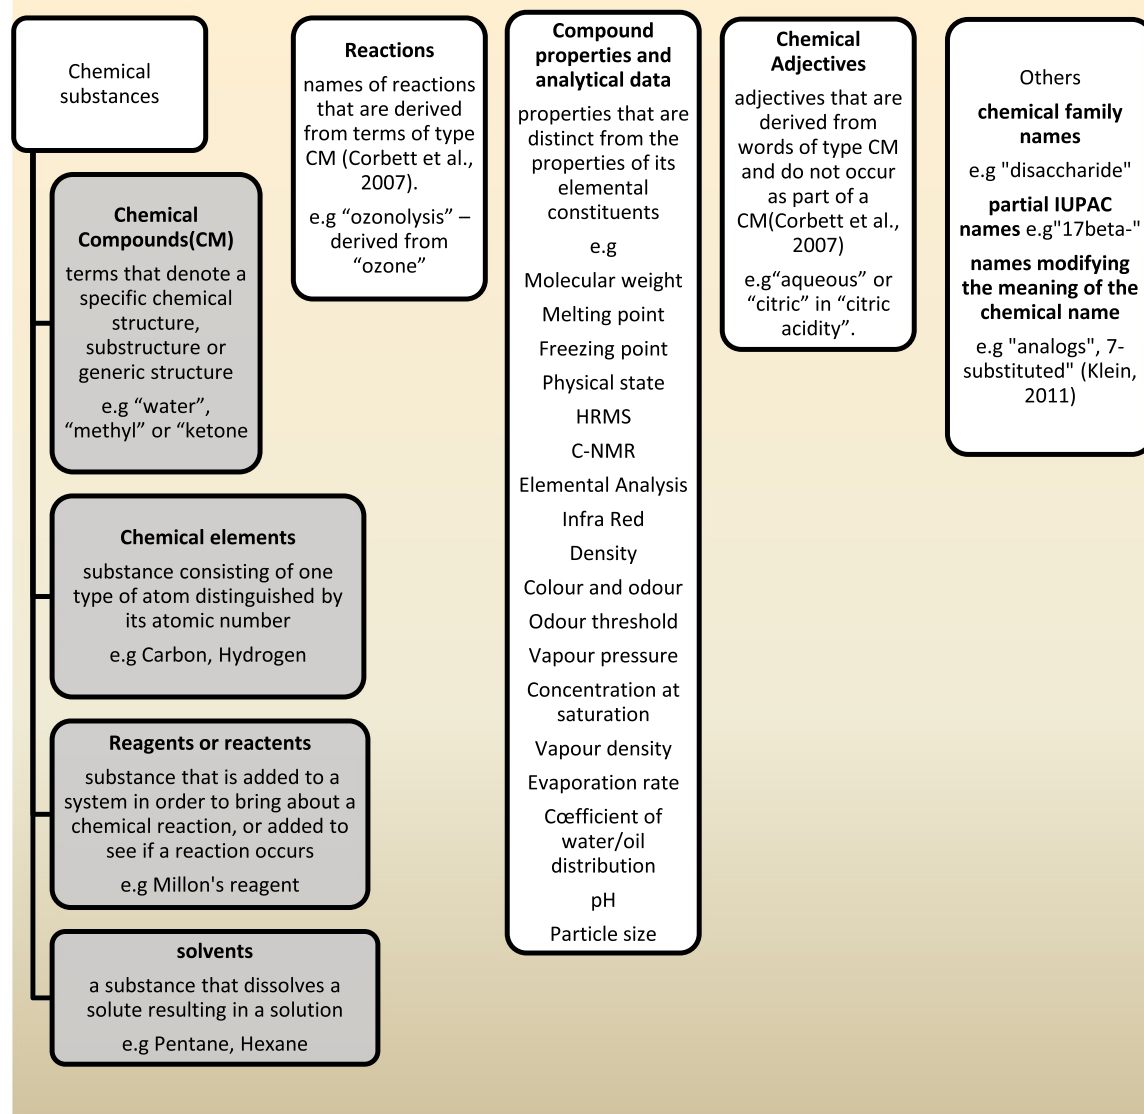 Chemical
substances
Chemical
Compounds(CM)
terms that denote a
specific chemical
structure,
substructure or
generic structure
e.g “water”,
“methyl” or “ketone
Chemical elements
substance consisting of one
type of atom distinguished by
its atomic number
e.g Carbon, Hydrogen
Reagents or reactents
substance that is added to a
system in order to bring about a
chemical reaction, or added to
see if a reaction occurs
e.g Millon's reagent
solvents
a substance that dissolves a
solute resulting in a solution
e.g Pentane, Hexane
Reactions
names of reactions
that are derived
from terms of type
CM (Corbett et al.,
2007).
e.g “ozonolysis” –
derived from
“ozone”
Compound
properties and
analytical data
properties that are
distinct from the
properties of its
elemental
constituents
e.g
Molecular weight
Melting point
Freezing point
Physical state
HRMS
C-NMR
Elemental Analysis
Infra Red
Density
Colour and odour
Odour threshold
Vapour pressure
Concentration at
saturation
Vapour density
Evaporation rate
Cœfficient of
water/oil
distribution
pH
Particle size
Chemical
Adjectives
adjectives that are
derived from
words of type CM
and do not occur
as part of a
CM(Corbett et al.,
2007)
e.g“aqueous” or
“citric” in “citric
acidity”.
Others
chemical family
names
e.g "disaccharide"
partial IUPAC
names e.g"17beta-"
names modifying
the meaning of the
chemical name
e.g "analogs", 7-
substituted" (Klein,
2011)